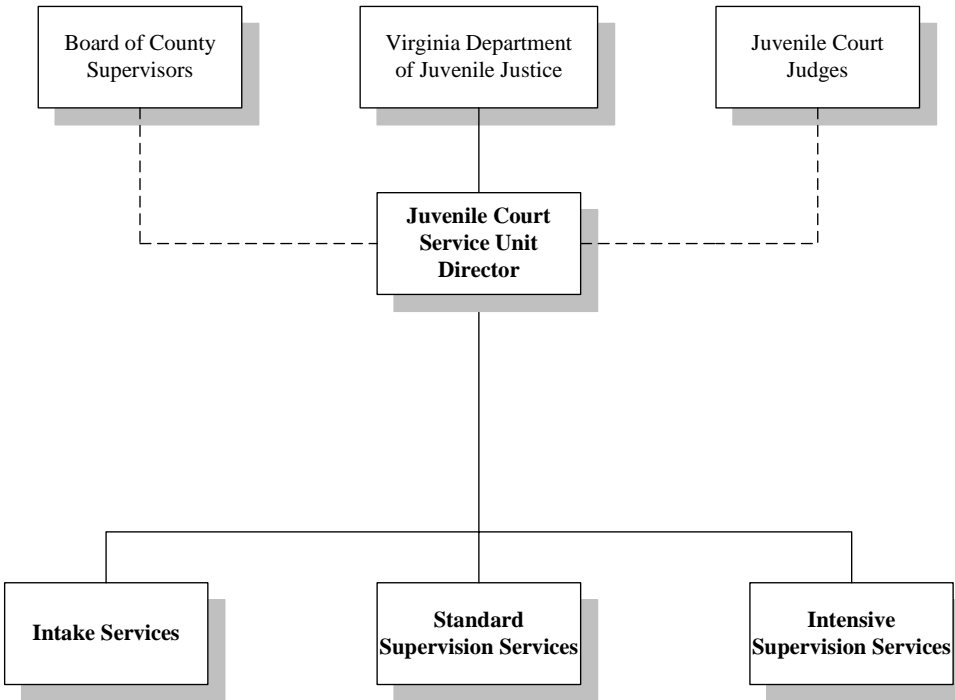 Board of County
Supervisors
Virginia Department
of Juvenile Justice
Juvenile Court
Judges
Juvenile Court
Service Unit
Director
Intake Services
Standard
Supervision Services
Intensive
Supervision Services